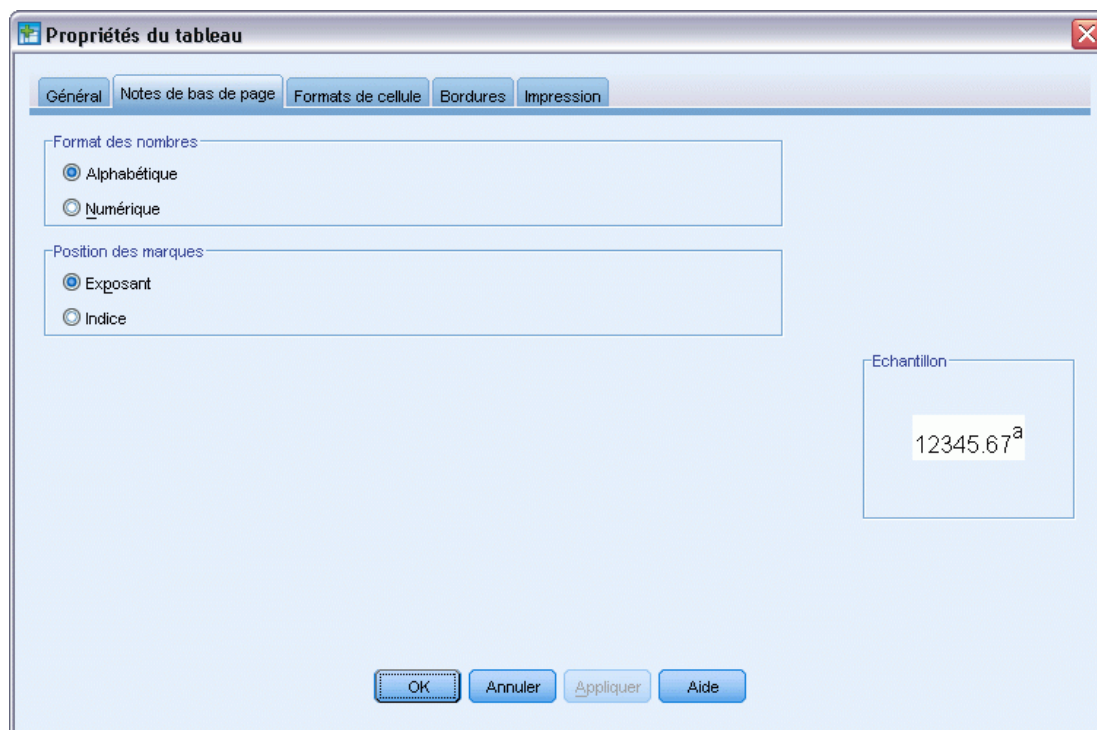 Propriétés du tableau
Général Notes de bas de page Formats de cellule Bordures Impression
Format des nombres
Alphabétique
Numérique
Position des marques
Exposant
Indice
Echantillon
12345.67a
OK Annuler Appliquer Aide